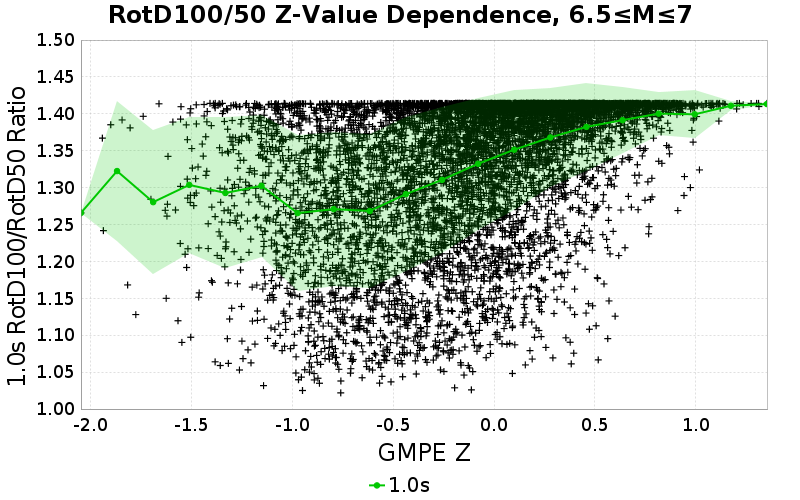 RotD100/50 Z-Value Dependence, 6.5≤M≤7
1.0s RotD100/RotD50 Ratio
1.50
1.45
1.40
1.35
1.30
1.25
1.20
1.15
1.10
1.05
1.00
-2.0 -1.5 -1.0 -0.5 0.0 0.5 1.0
GMPE Z
1.0s